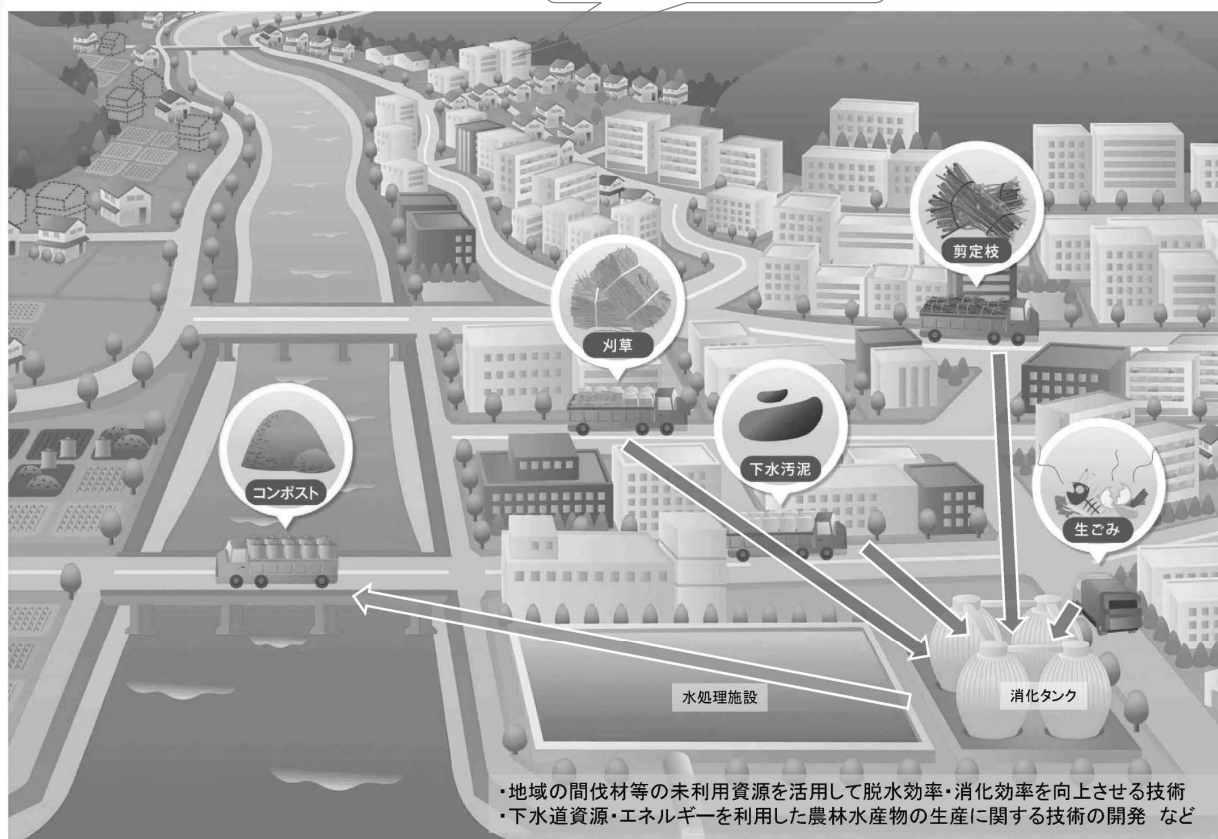 剪定枝
刈草
下水汚泥
コンポスト
生ごみ
水処理施設
消化タンク
・地域の間伐材等の未利用資源を活用して脱水効率・消化効率を向上させる技術
・下水道資源・エネルギーを利用した農林水産物の生産に関する技術の開発 など